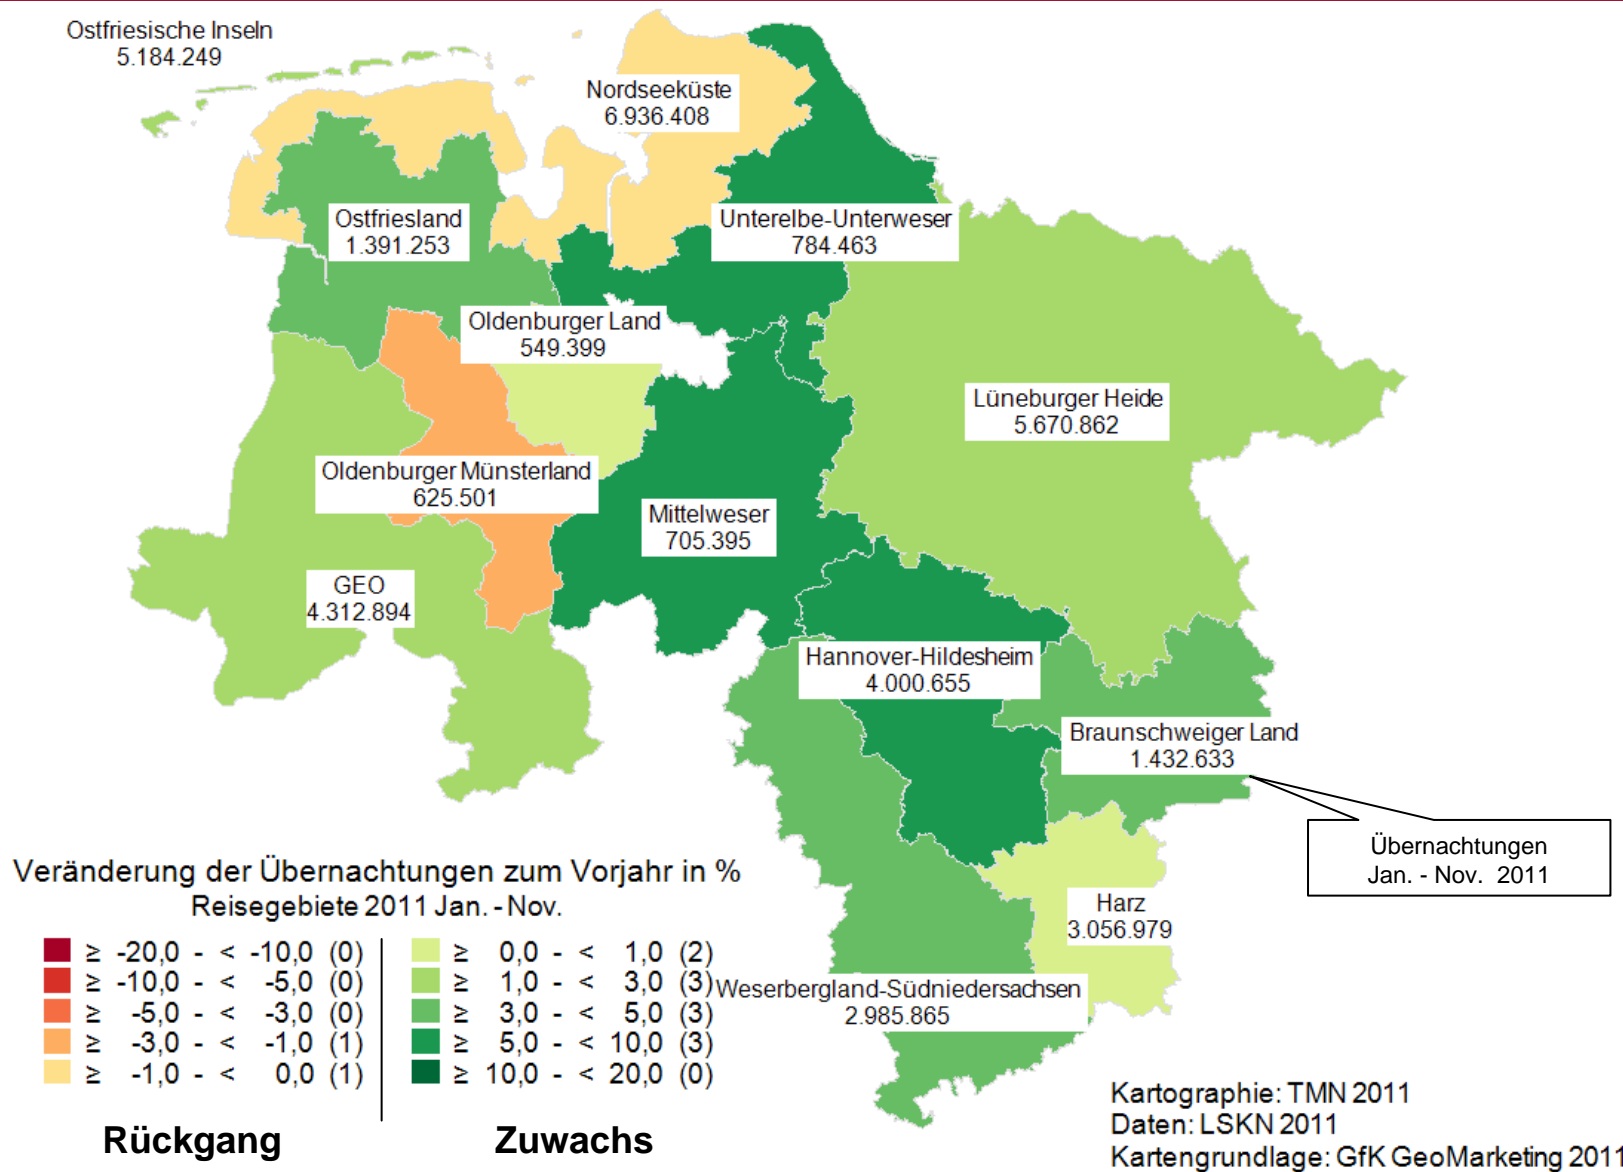 Ostfriesische Inseln
5.184.249
Nordseeküste
6.936.408
Ostfriesland
1.391.253
Unterelbe-Unterweser
784.463
Oldenburger Land
549.399
Lüneburger Heide
5.670.862
Oldenburger Münsterland
625.501
Mittelweser
705.395
GEO
4.312.894
Hannover-Hildesheim
4.000.655
Braunschweiger Land
1.432.633
Übernachtungen
Jan. - Nov. 2011
Harz
3.056.979
Weserbergland-Südniedersachsen
2.985.865
Veränderung der Übernachtungen zum Vorjahr in %
Reisegebiete 2011 Jan. - Nov.
≥ -20,0 - < -10,0 (0)
≥ -10,0 - < -5,0 (0)
≥ -5,0 - < -3,0 (0)
≥ -3,0 - < -1,0 (1)
≥ -1,0 - < 0,0 (1)
Rückgang
≥ 0,0 - < 1,0 (2)
≥ 1,0 - < 3,0 (3)
≥ 3,0 - < 5,0 (3)
≥ 5,0 - < 10,0 (3)
≥ 10,0 - < 20,0 (0)
Zuwachs
Kartographie: TMN 2011
Daten: LSKN 2011
Kartengrundlage: GfK GeoMarketing 2011